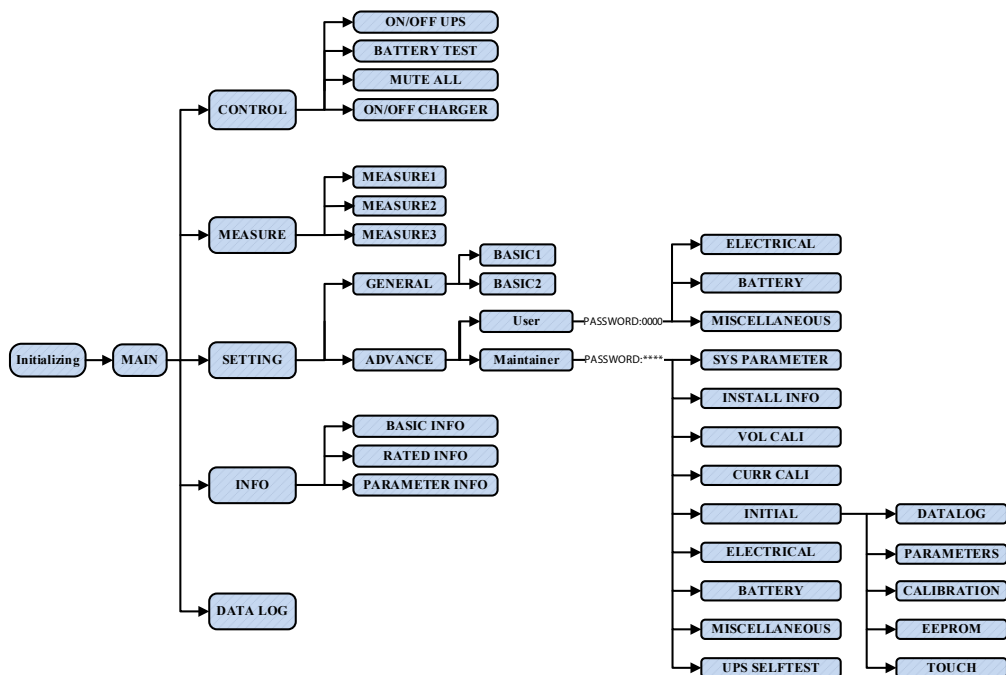 ON/OFF UPS
BATTERY TEST
MUTE ALL
CONTROL
ON/OFF CHARGER
MEASURE1
MEASURE2
MEASURE
MEASURE3
ELECTRICAL
BASIC1
GENERAL
BASIC2
BATTERY
User
PASSWORD:0000
MISCELLANEOUS
Initializing
MAIN
SETTING
ADVANCE
Maintainer
PASSWORD:****
SYS PARAMETER
INSTALL INFO
BASIC INFO
VOL CALI
RATED INFO
INFO
PARAMETER INFO
CURR CALI
INITIAL
DATALOG
ELECTRICAL
PARAMETERS
BATTERY
CALIBRATION
DATA LOG
MISCELLANEOUS
EEPROM
UPS SELFTEST
TOUCH